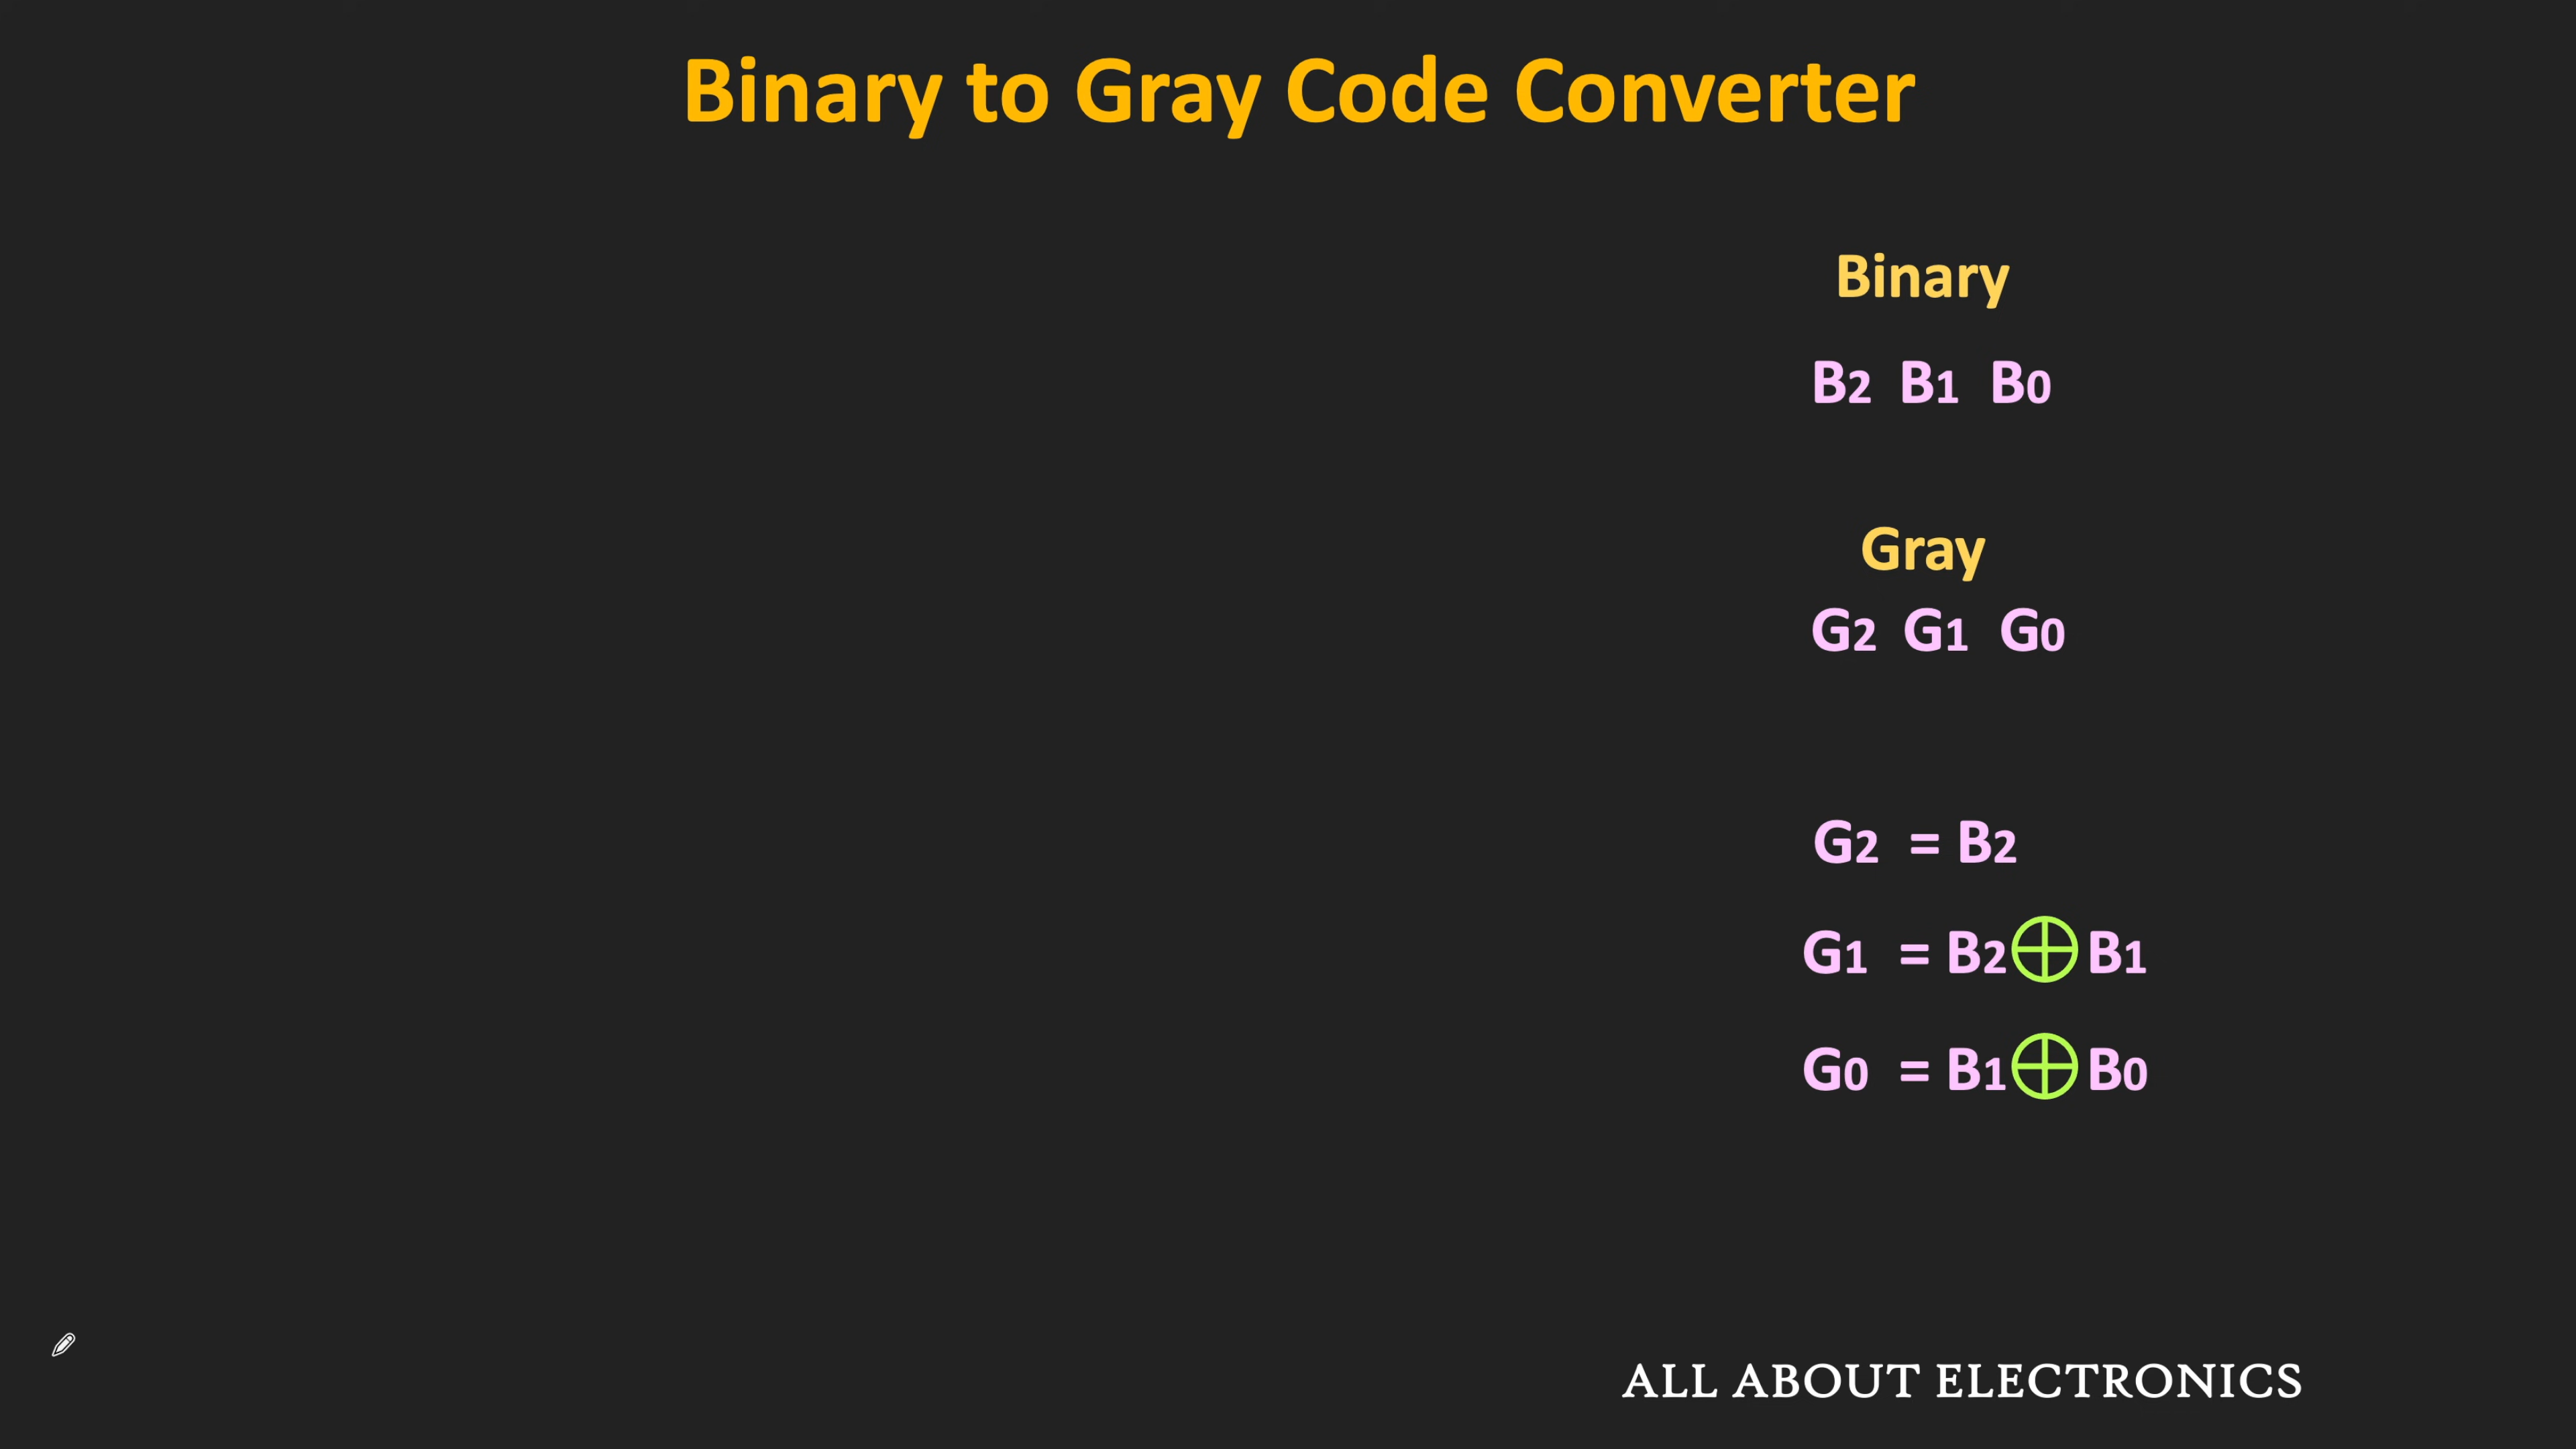 Binary to Gray Code Converter
Binary
B2 B1 B0
Gray
G2 G1 G0
G2 = B2
G1 = B2⊕B1
G0 = B1⊕B0
ALL ABOUT ELECTRONICS